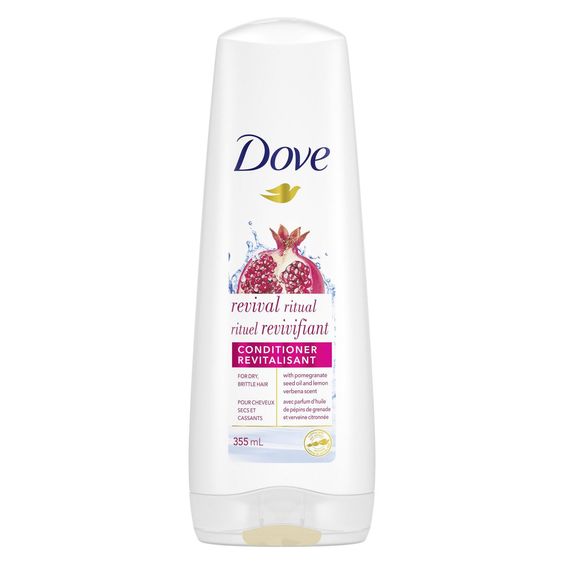 Dove
revival ritual
rituel revivifiant
CONDITIONER
REVITALISANT
FOR DRY,
BRITTLE HAIR
POUR CHEVEUX
SECS ET
CASSANTS
with pomegranate
seed oil and lemon
verbena scent
avec parfum d'huile
de pépins de grenade
et verveine citronnée
355 mL